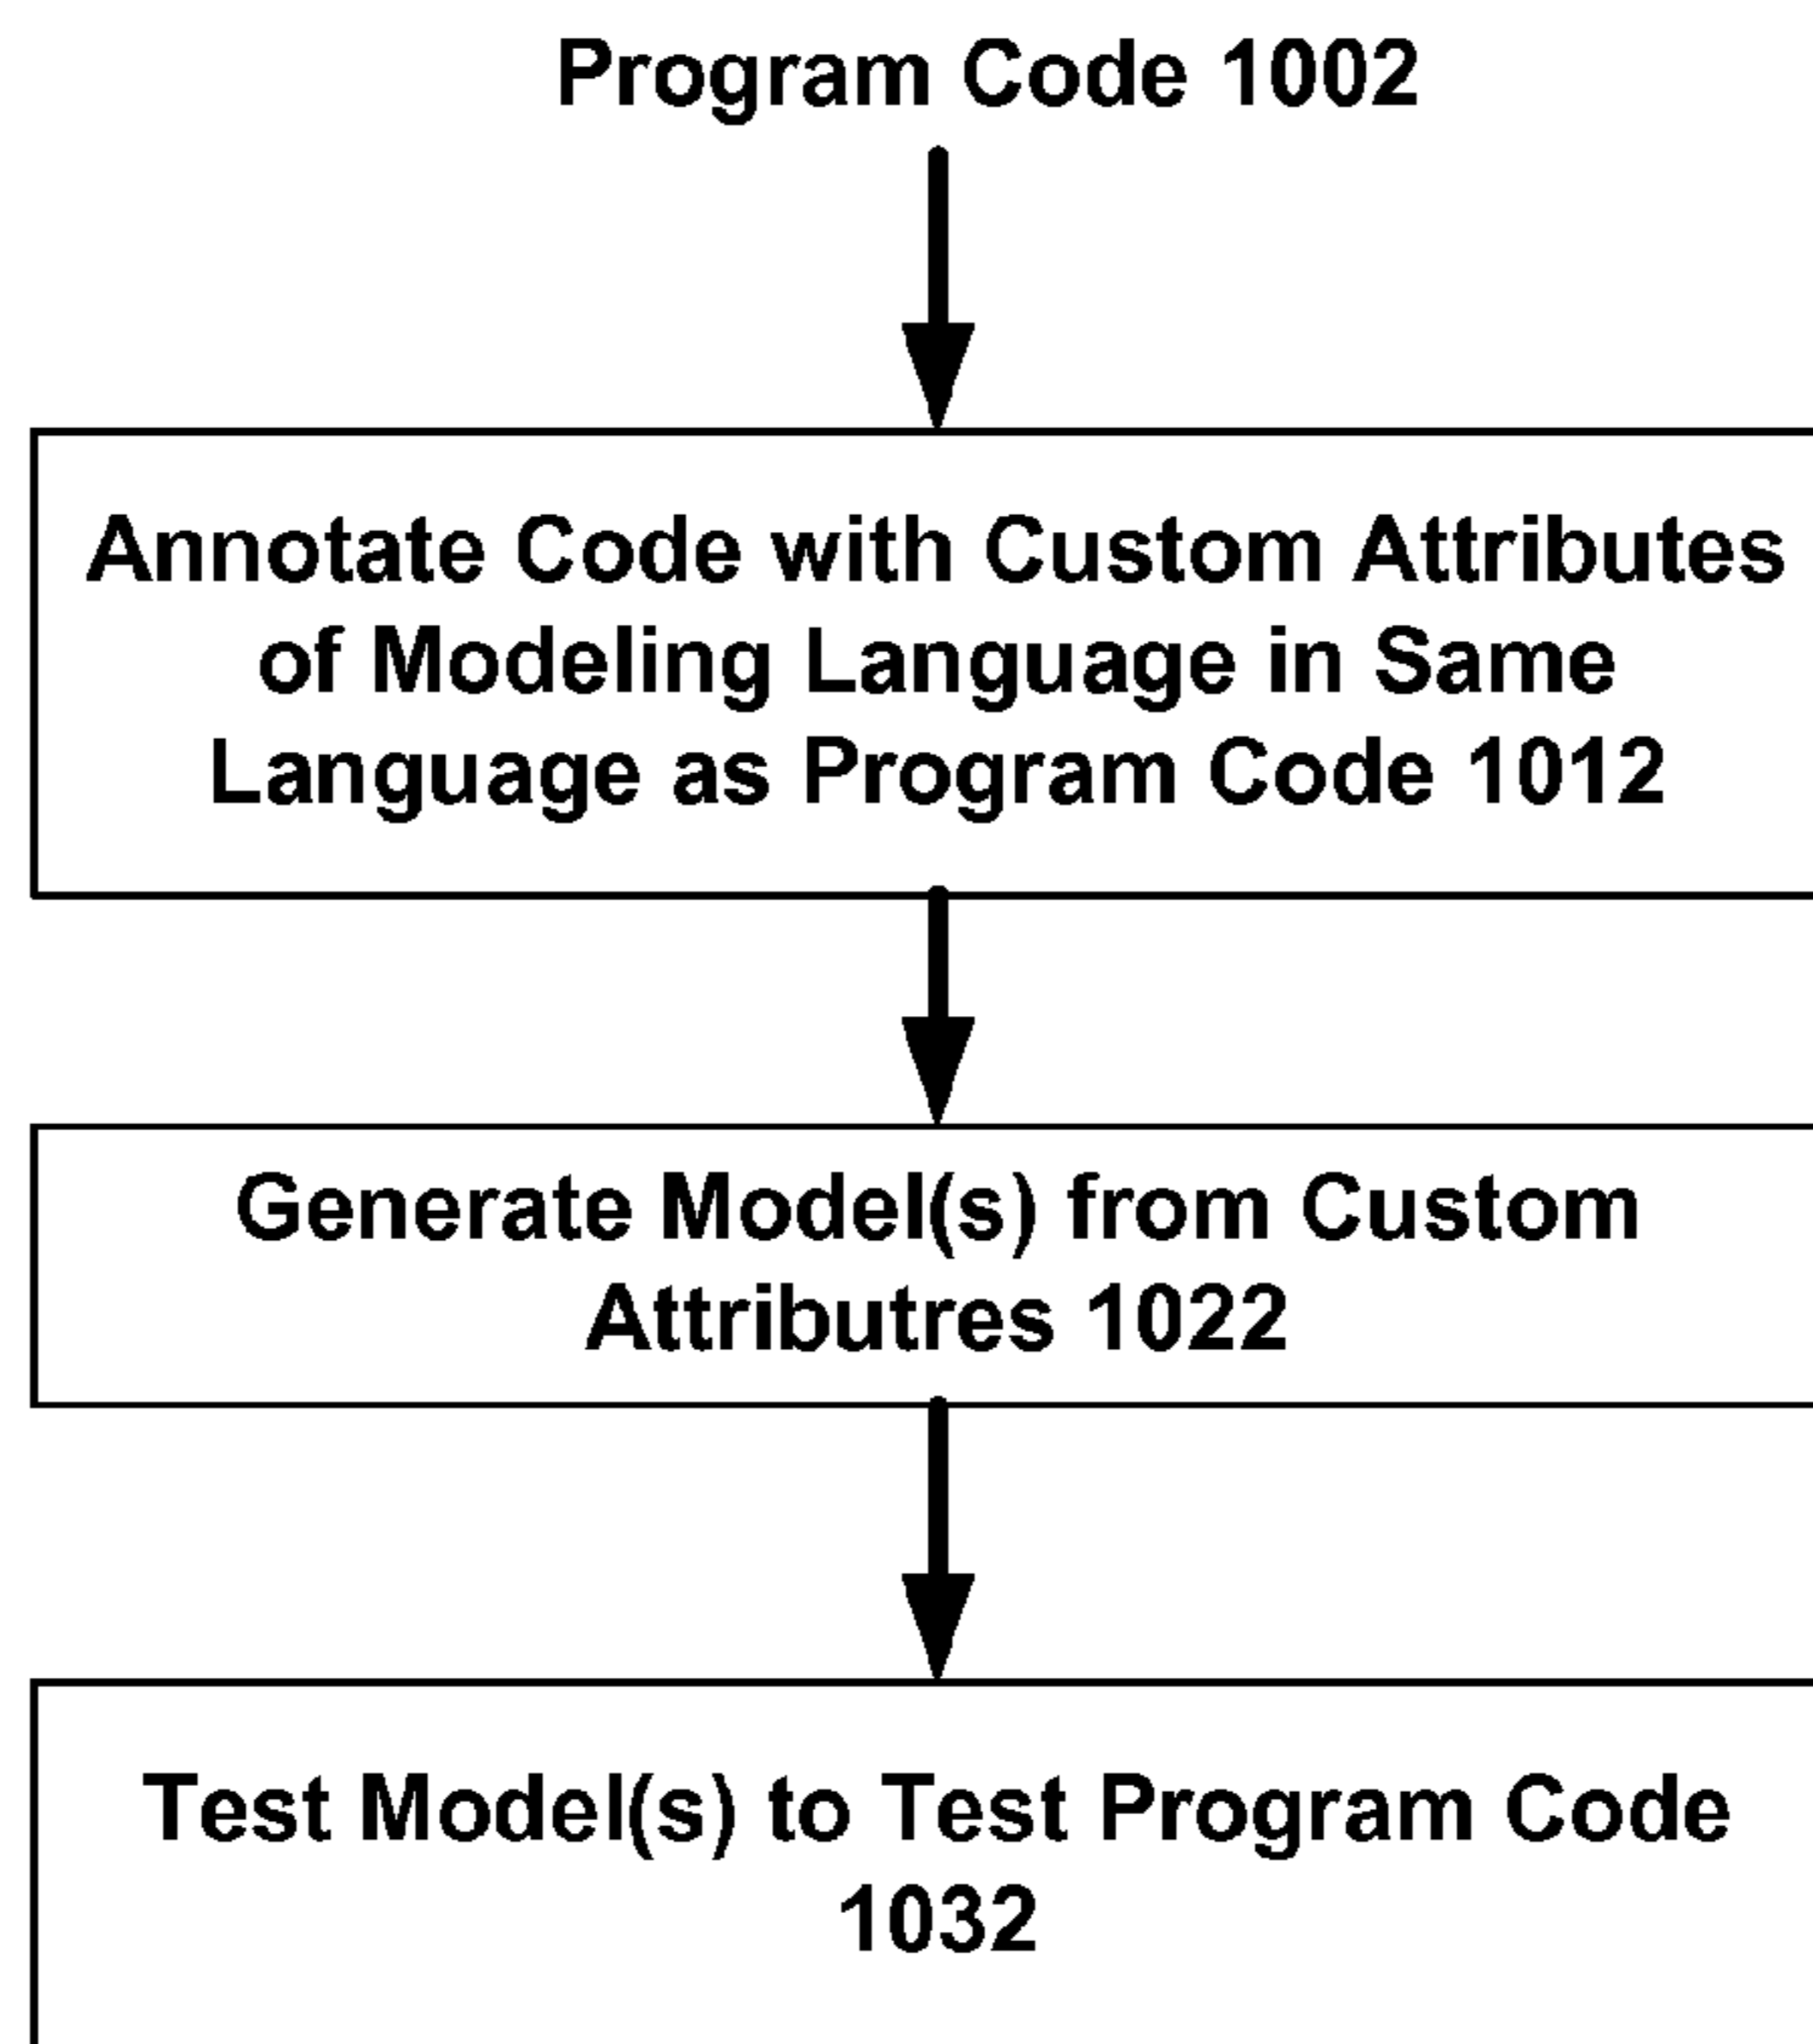 Program Code 1002
Annotate Code with Custom Attributes
of Modeling Language in Same
Language as Program Code 1012
Generate Model(s) from Custom
Attributres 1022
Test Model(s) to Test Program Code
1032